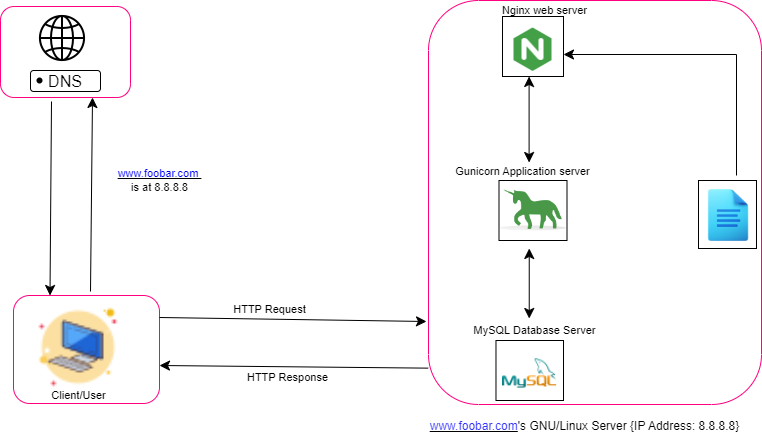 Nginx web server
N
DNS
www.foobar.com
is at 8.8.8.8
Gunicorn Application server
HTTP Request
MySQL Database Server
HTTP Response
MySQL
Client/User
www.foobar.com's GNU/Linux Server {IP Address: 8.8.8.8}